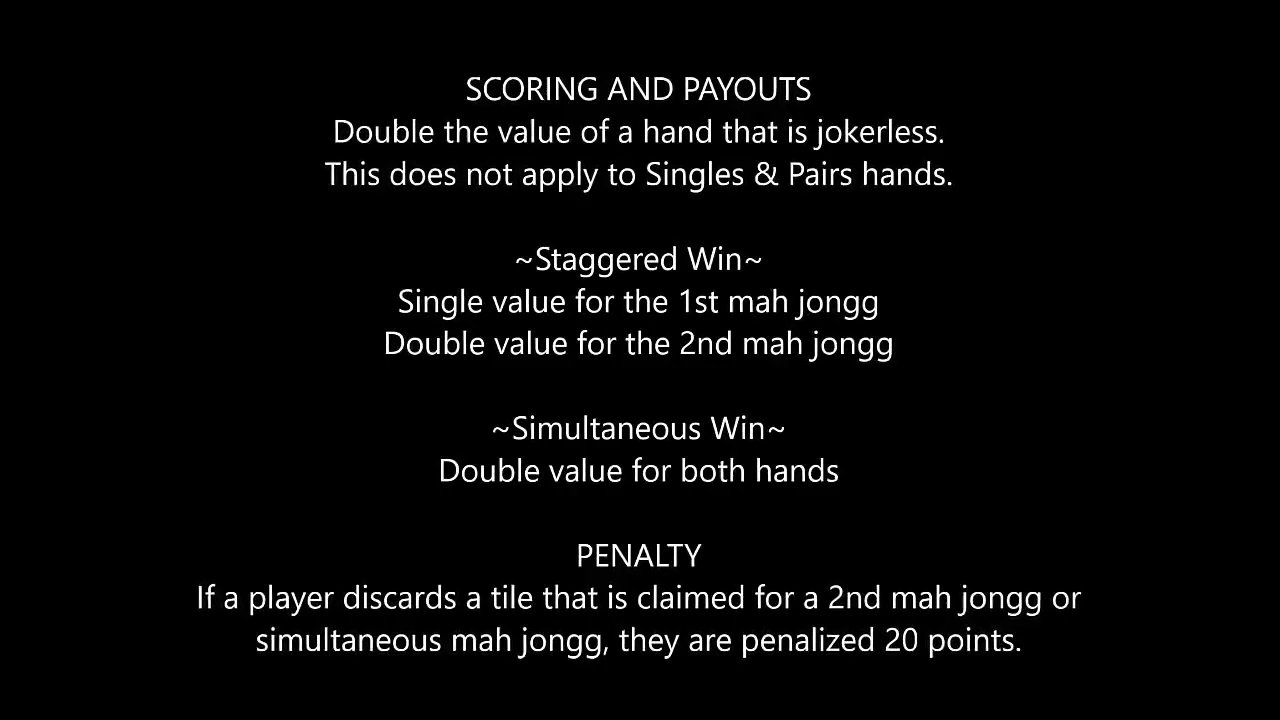 SCORING AND PAYOUTS
Double the value of a hand that is jokerless.
This does not apply to Singles & Pairs hands.
~Staggered Win~
Single value for the 1st mah jongg
Double value for the 2nd mah jongg
~Simultaneous Win~
Double value for both hands
PENALTY
If a player discards a tile that is claimed for a 2nd mah jongg or
simultaneous mah jongg, they are penalized 20 points.